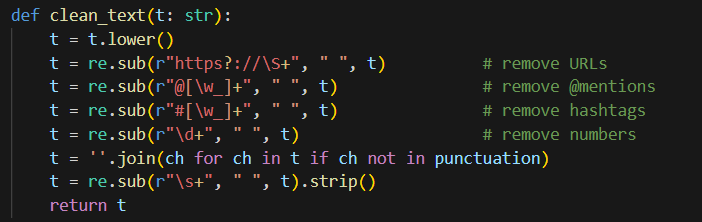 def clean_text(t: str):
    t = t.lower()
    t = re.sub(r"https?://\S+", " ", t)          # remove URLs
    t = re.sub(r"@[\w_]+", " ", t)               # remove @mentions
    t = re.sub(r"#[\w_]+", " ", t)               # remove hashtags
    t = re.sub(r"\d+", " ", t)                   # remove numbers
    t = ''.join(ch for ch in t if ch not in punctuation)
    t = re.sub(r"\s+", " ", t).strip()
    return t